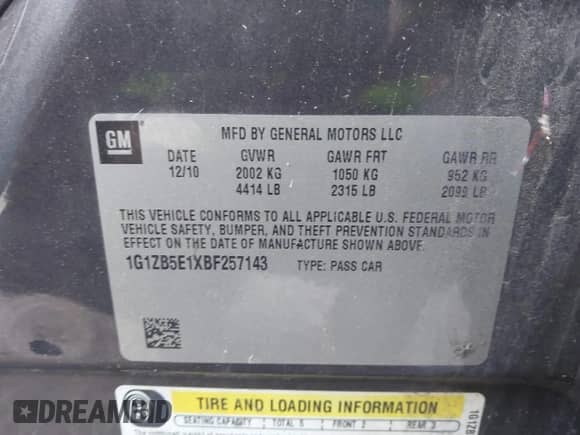 GM
MFD BY GENERAL MOTORS LLC
DATE GVWR GAWR FRT GAWR RR
12/10 2002 KG 1050 KG 952 KG
4414 LB 2315 LB 2099 LB
THIS VEHICLE CONFORMS TO ALL APPLICABLE U.S. FEDERAL MOTOR
VEHICLE SAFETY, BUMPER, AND THEFT PREVENTION STANDARDS IN
EFFECT ON THE DATE OF MANUFACTURE SHOWN ABOVE.
1G1ZB5E1XBF257143 TYPE: PASS CAR
TIRE AND LOADING INFORMATION
SEATING CAPACITY TOTAL 5 FRONT 2 REAR 3
1G1ZB
DREAMBID